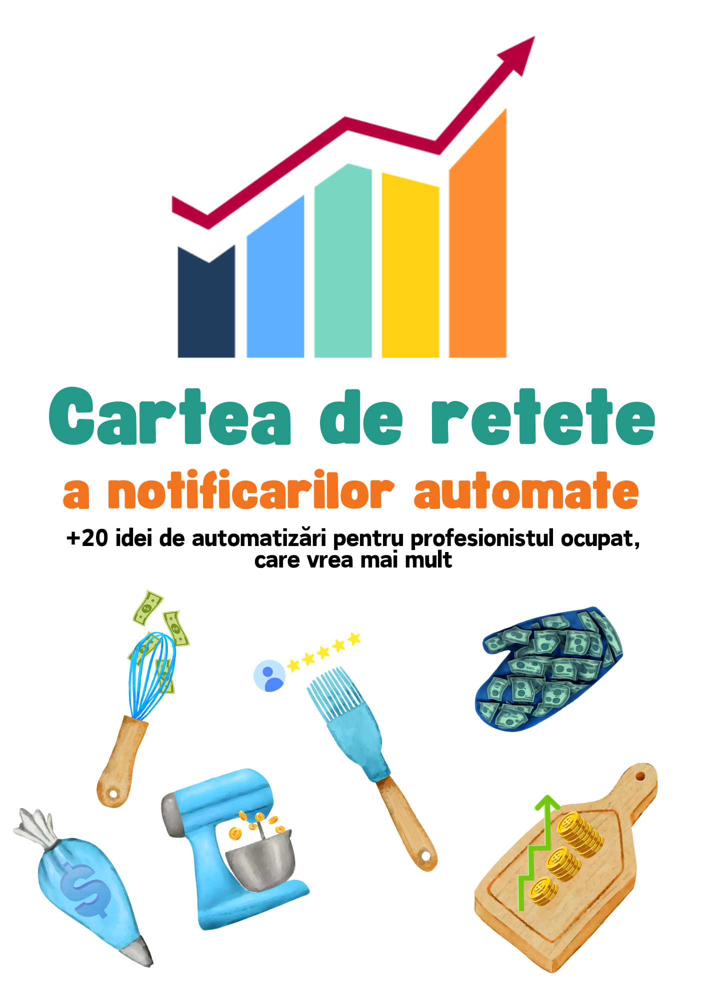 Cartea de retete
a notificarilor automate
+20 idei de automatizări pentru profesionistul ocupat,
care vrea mai mult
$